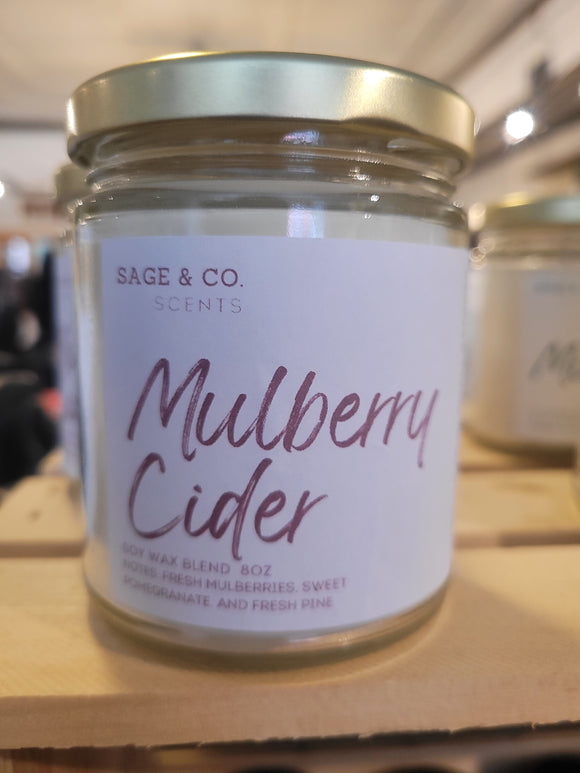 SAGE & CO.
SCENTS
Mulberry
Cider
SOY WAX BLEND 8OZ
NOTES: FRESH MULBERRIES, SWEET
POMEGRANATE, AND FRESH PINE